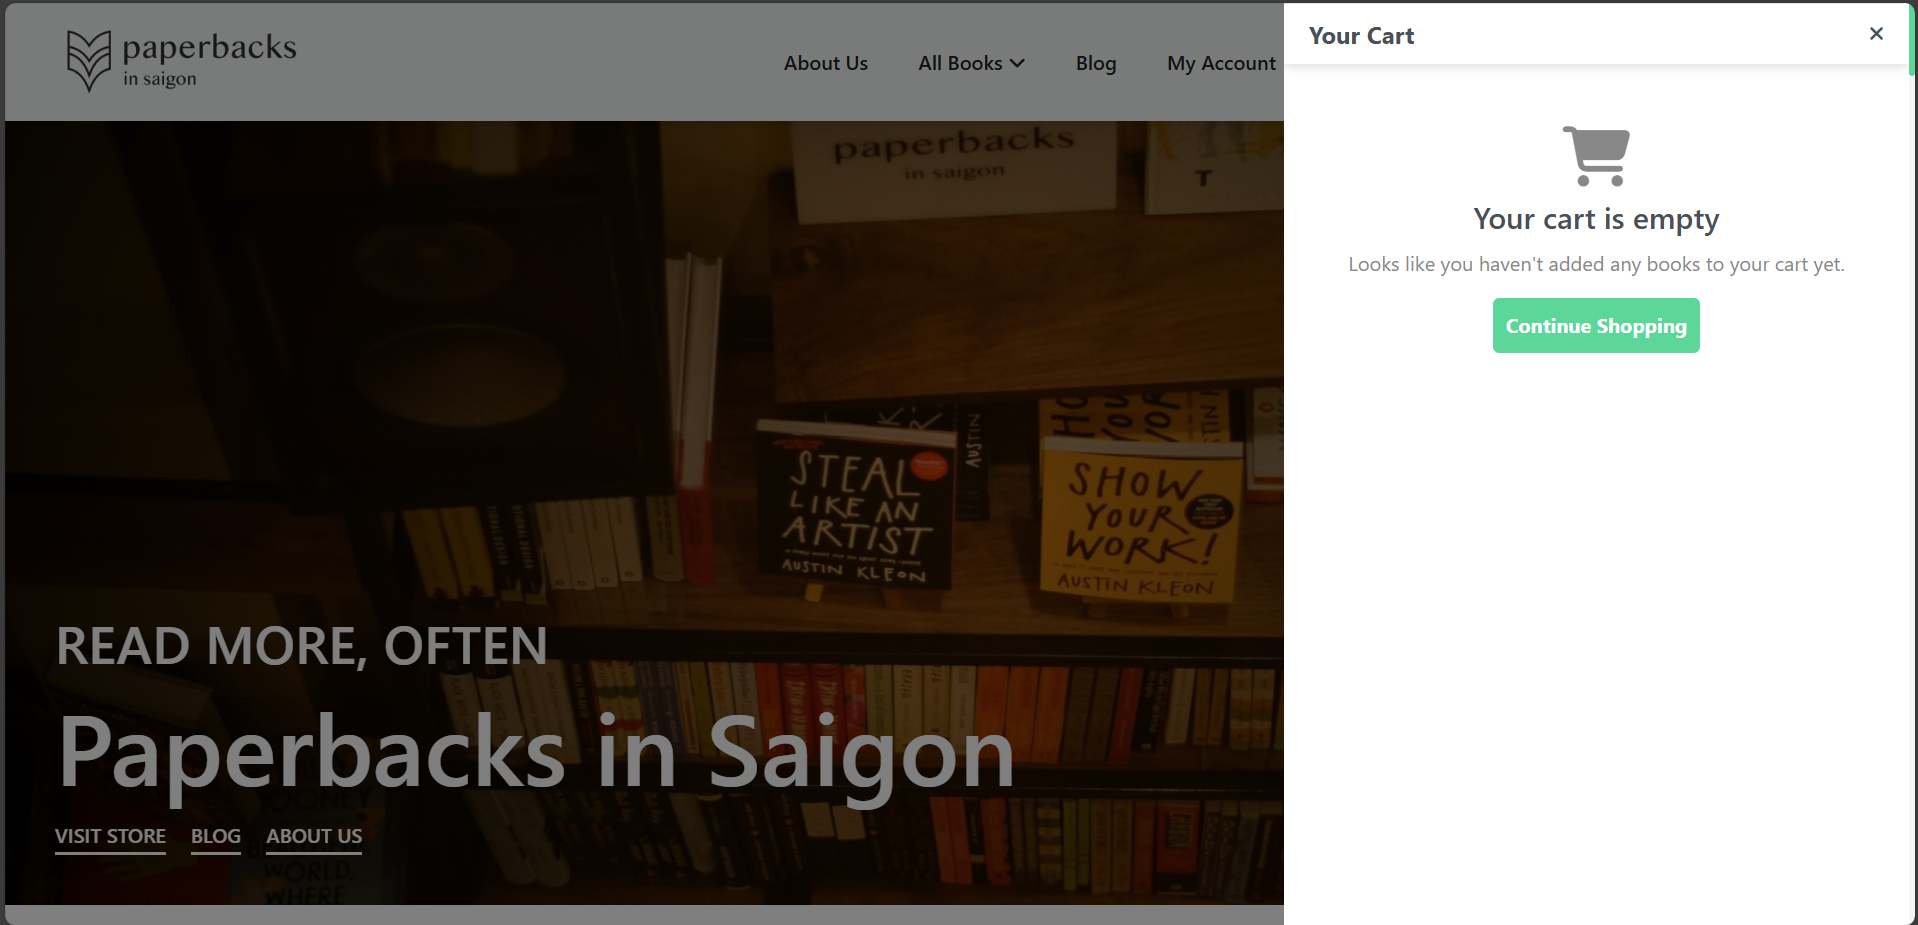 paperbacks
in saigon
About Us
All Books
Blog
My Account
Your Cart
Your cart is empty
Looks like you haven't added any books to your cart yet.
Continue Shopping
paperbacks
in saigon
T
STEAL
LIKE AN
ARTIST
AUSTIN KLEON
AUSTIN
SHOW
YOUR
WORK!
AUSTIN KLEON
READ MORE, OFTEN
Paperbacks in Saigon
VISIT STORE
BLOG
ABOUT US
WORLD,
WHERE